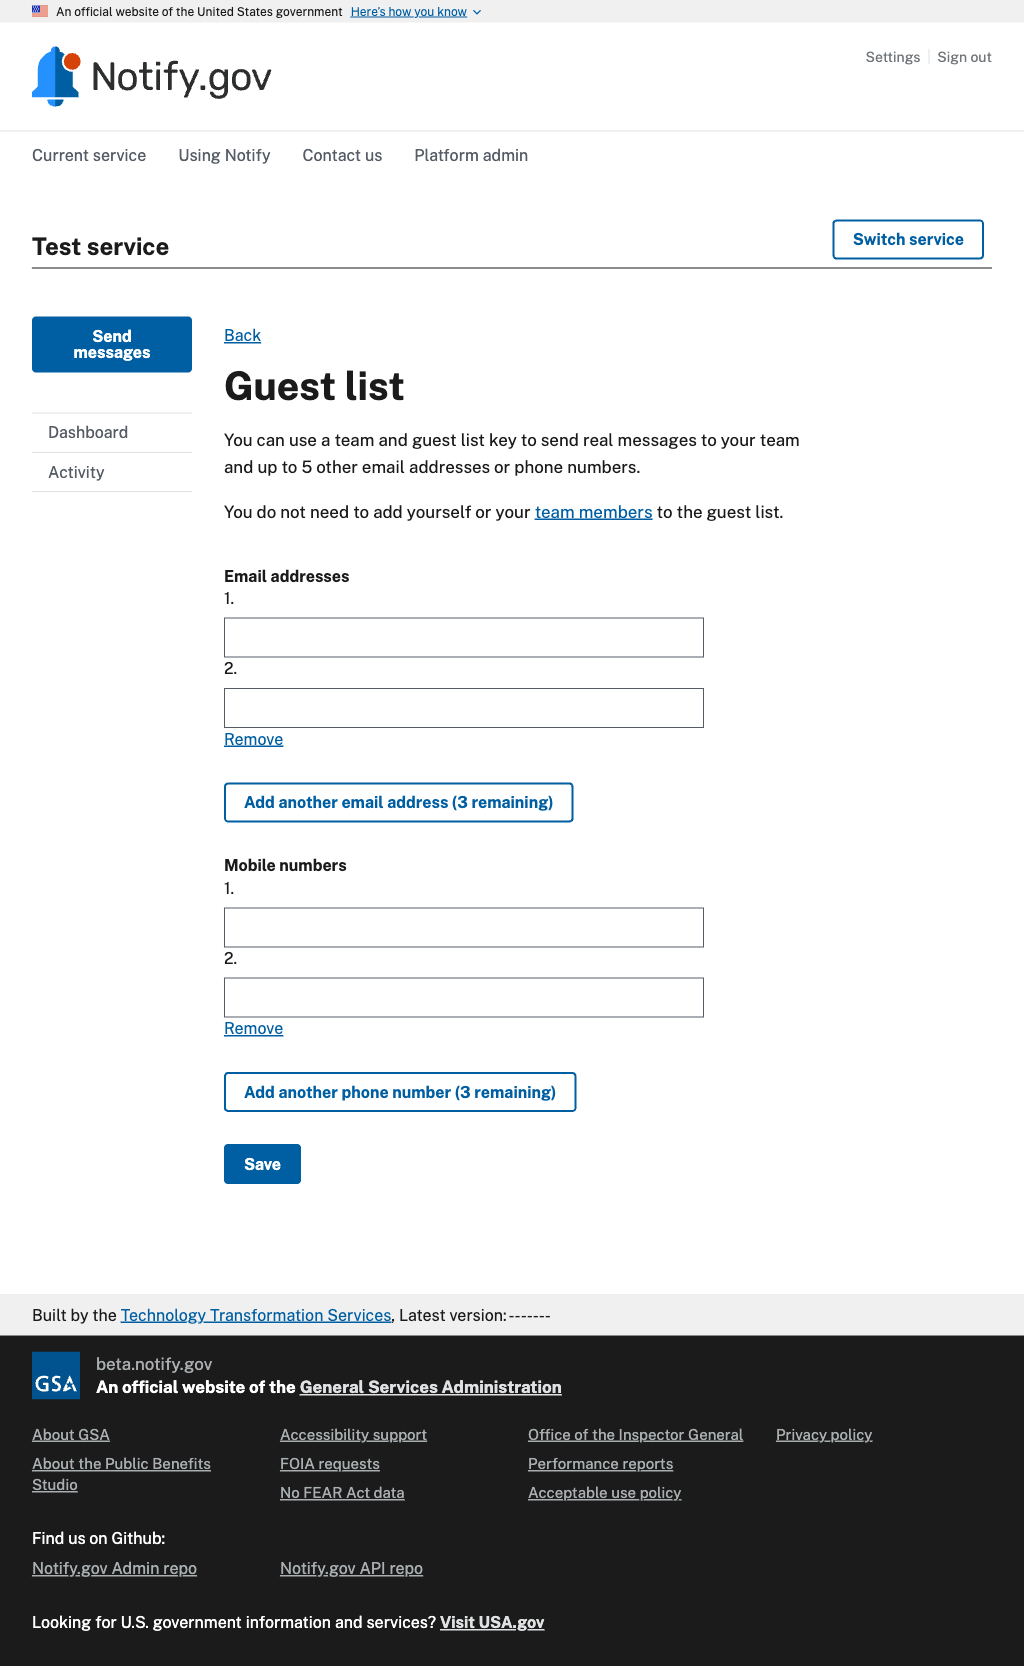 An official website of the United States government Here's how you know
Notify.gov
Settings Sign out
Current service Using Notify Contact us Platform admin
Test service
Switch service
Send
messages
Dashboard
Activity
Back
Guest list
You can use a team and guest list key to send real messages to your team
and up to 5 other email addresses or phone numbers.
You do not need to add yourself or your team members to the guest list.
Email addresses
1.
2.
Remove
Add another email address (3 remaining)
Mobile numbers
1.
2.
Remove
Add another phone number (3 remaining)
Save
Built by the Technology Transformation Services, Latest version: -------
GSA
beta.notify.gov
An official website of the General Services Administration
About GSA
About the Public Benefits
Studio
Accessibility support
FOIA requests
No FEAR Act data
Office of the Inspector General
Performance reports
Acceptable use policy
Privacy policy
Find us on Github:
Notify.gov Admin repo Notify.gov API repo
Looking for U.S. government information and services? Visit USA.gov